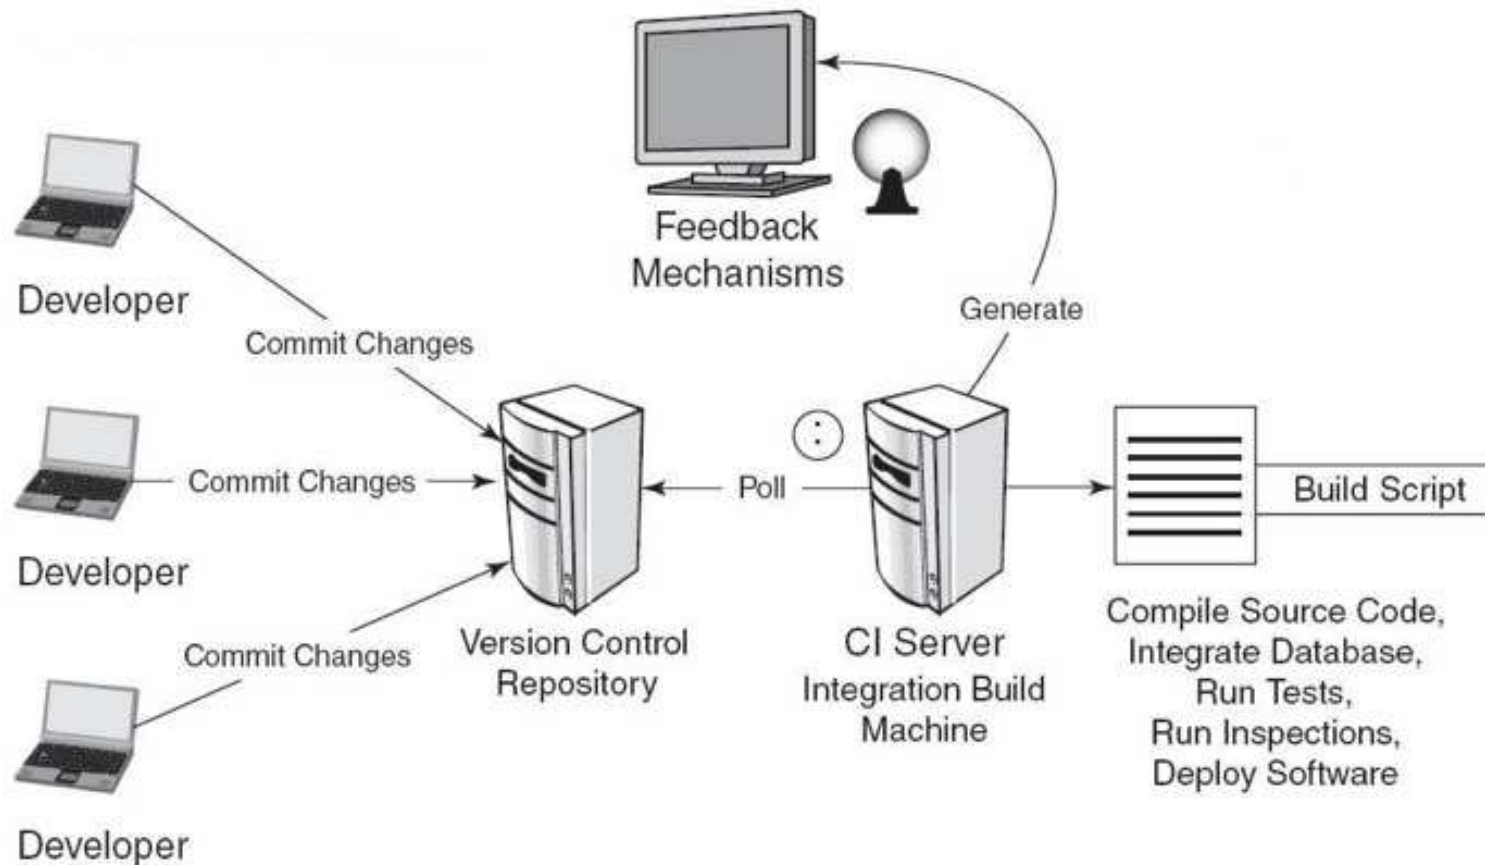 Feedback
Mechanisms
Developer
Generate
Commit Changes
Commit Changes
Poll
Build Script
Developer
Commit Changes
Version Control
Repository
CI Server
Integration Build
Machine
Compile Source Code,
Integrate Database,
Run Tests,
Run Inspections,
Deploy Software
Developer